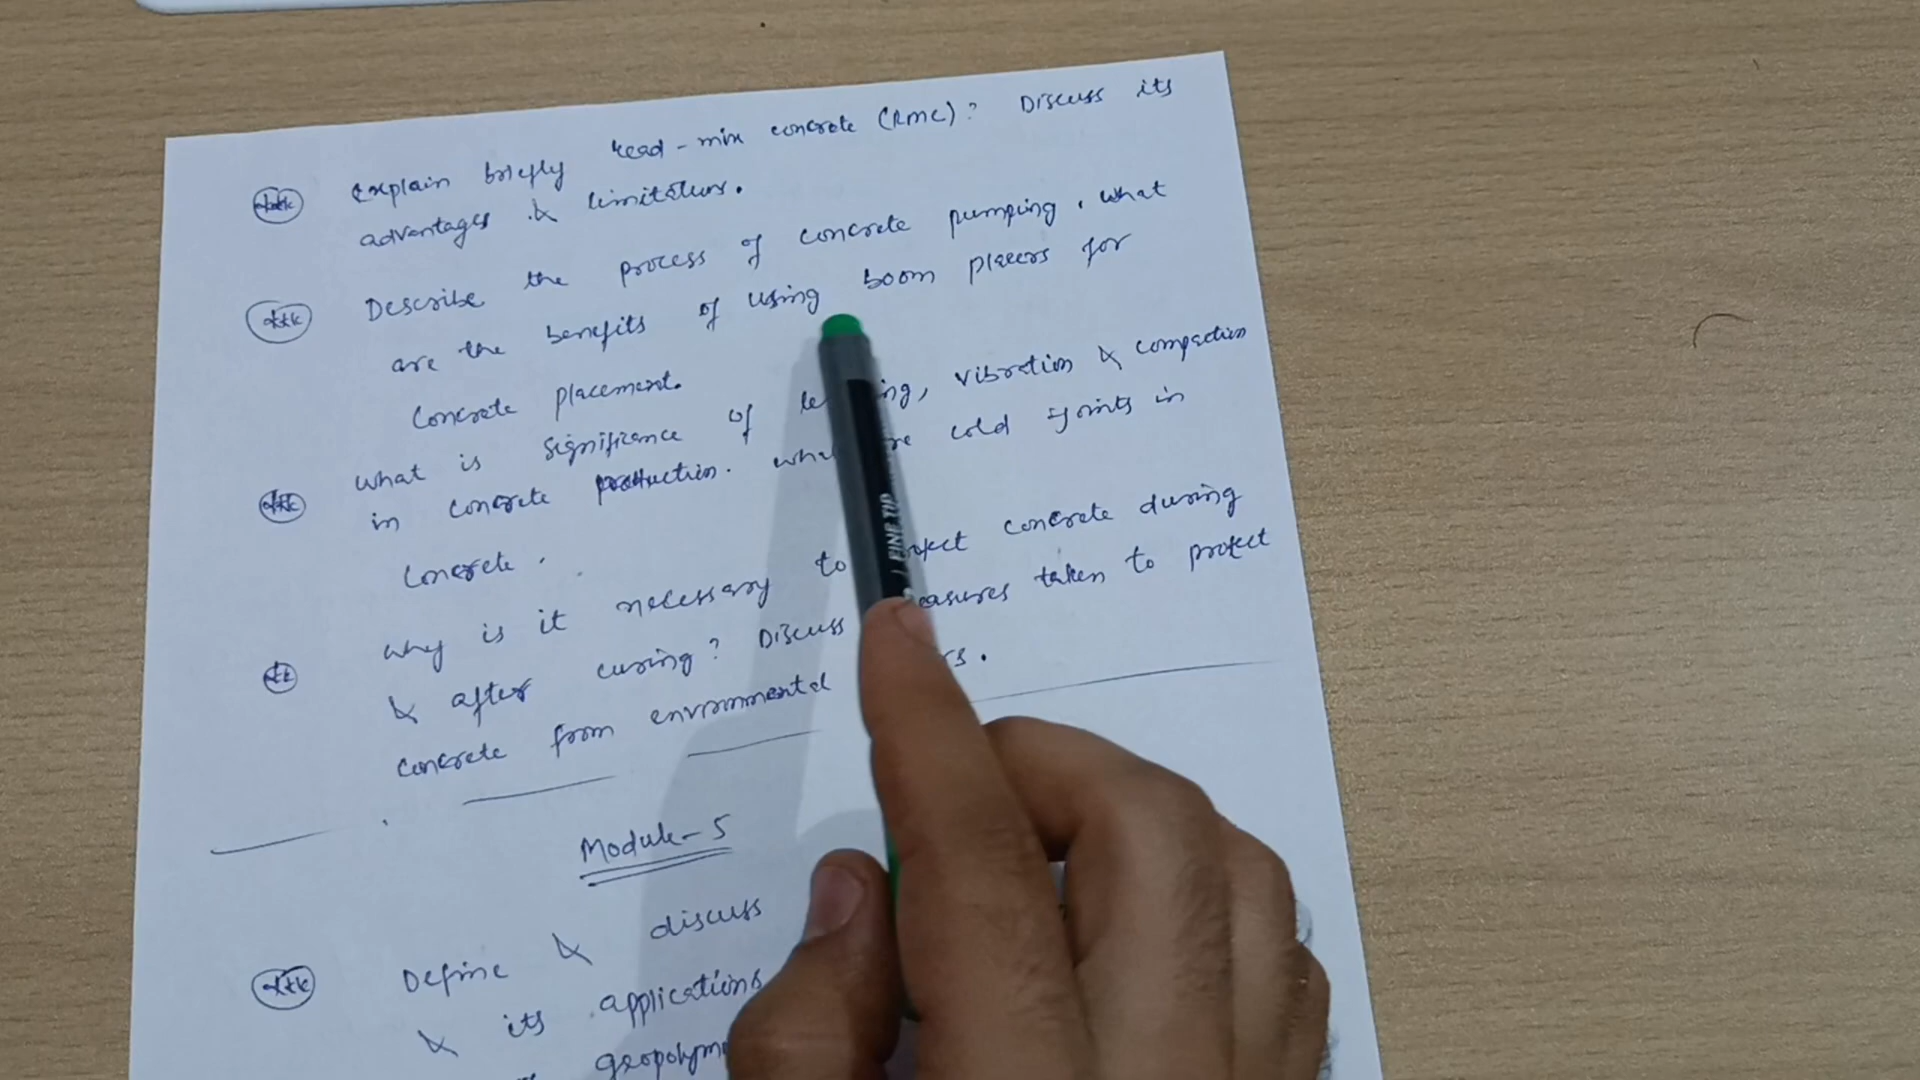 *** Explain briefly read-mix concrete (RMC)? Discuss its
advantages & limitations.
*** Describe the process of concrete pumping. What
are the benefits of using boom placers for
Concrete placement.
*** What is significance of , vibration & compaction
in concrete production. cold joints in
Concrete.
** Why is it necessary to concrete during
& after curing? Discuss taken to protect
concrete from environmental
Module-5
*** Define & discuss
& its applications
FINE TIP